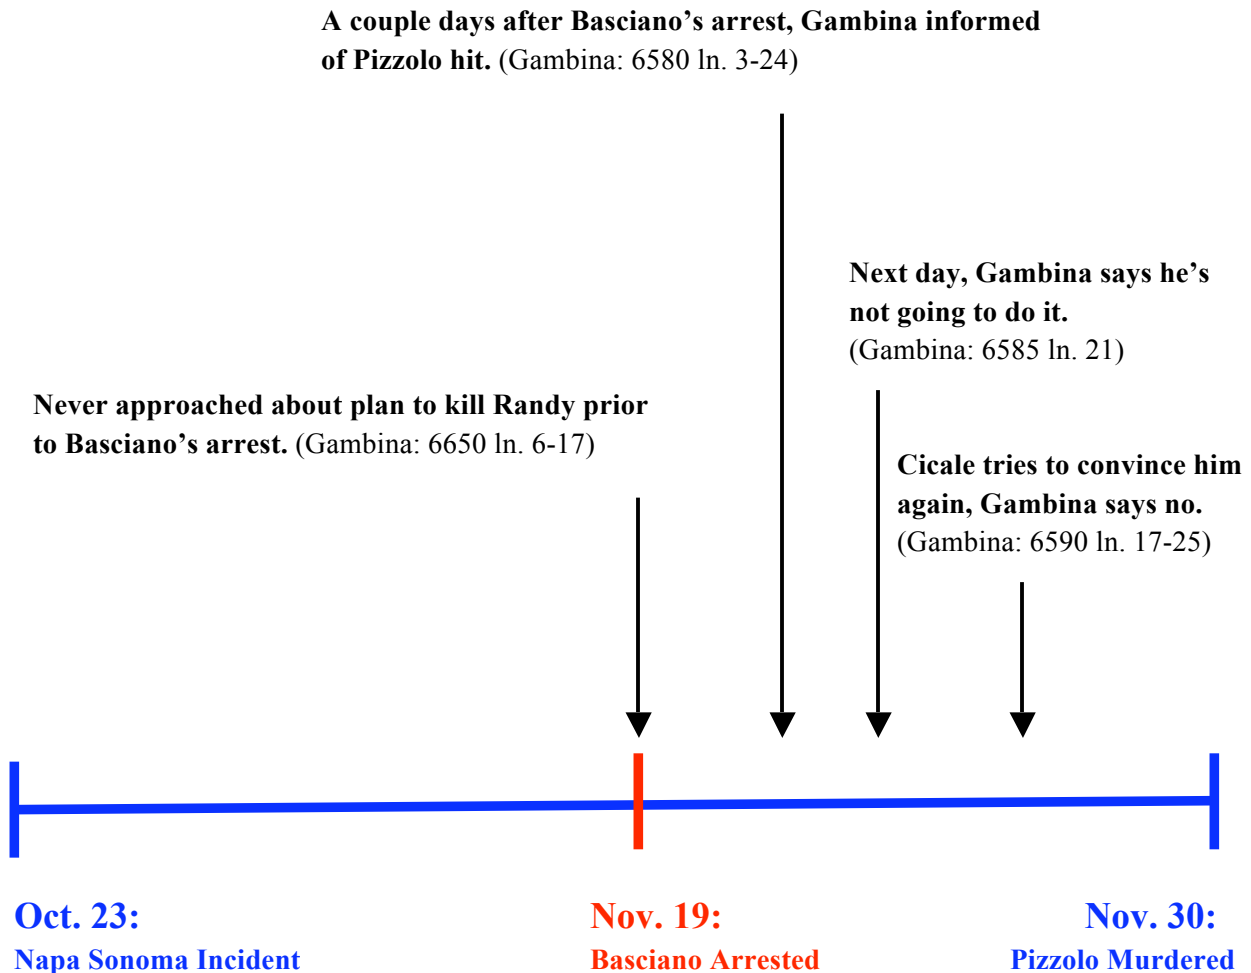 A couple days after Basciano’s arrest, Gambina informed
of Pizzolo hit. (Gambina: 6580 ln. 3-24)
Next day, Gambina says he’s
not going to do it.
(Gambina: 6585 ln. 21)
Never approached about plan to kill Randy prior
to Basciano’s arrest. (Gambina: 6650 ln. 6-17)
Cicale tries to convince him
again, Gambina says no.
(Gambina: 6590 ln. 17-25)
Oct. 23:
Napa Sonoma Incident
Nov. 19:
Basciano Arrested
Nov. 30:
Pizzolo Murdered